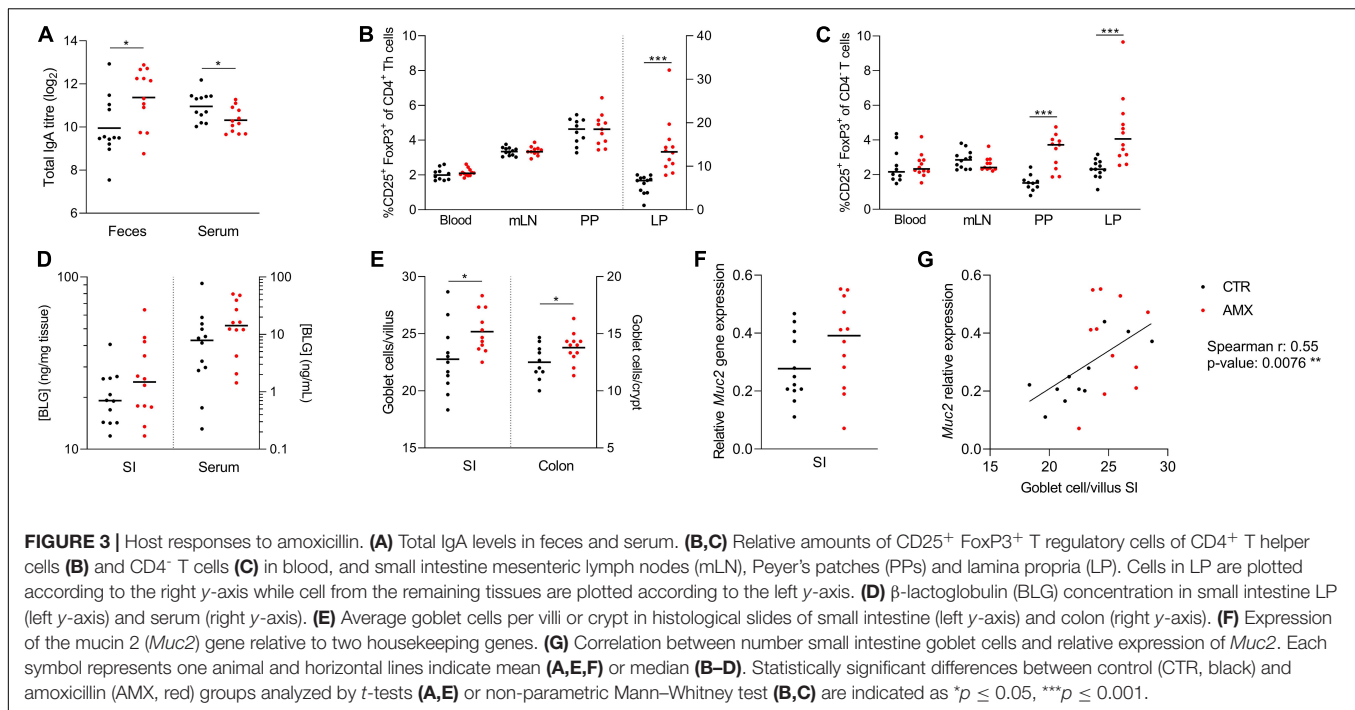 A
Total IgA titre (log2)
14
12
10
8
6
*
*
Feces
Serum
B
%CD25+ FoxP3+ of CD4+ Th cells
10
8
6
4
2
0
***
40
30
20
10
0
Blood
mLN
PP
LP
C
%CD25+ FoxP3+ of CD4- T cells
10
8
6
4
2
0
***
***
Blood
mLN
PP
LP
D
[BLG] (ng/mg tissue)
100
10
100
10
1
0.1
[BLG] (ng/mL)
SI
Serum
E
Goblet cells/villus
30
25
20
15
*
*
20
15
10
5
Goblet cells/crypt
SI
Colon
F
Relative Muc2 gene expression
0.6
0.4
0.2
0.0
SI
G
Muc2 relative expression
0.6
0.4
0.2
0.0
15
20
25
30
Goblet cell/villus SI
CTR
AMX
Spearman r: 0.55
p-value: 0.0076 **
FIGURE 3 | Host responses to amoxicillin. (A) Total IgA levels in feces and serum. (B,C) Relative amounts of CD25+ FoxP3+ T regulatory cells of CD4+ T helper
cells (B) and CD4- T cells (C) in blood, and small intestine mesenteric lymph nodes (mLN), Peyer's patches (PPs) and lamina propria (LP). Cells in LP are plotted
according to the right y-axis while cell from the remaining tissues are plotted according to the left y-axis. (D) β-lactoglobulin (BLG) concentration in small intestine LP
(left y-axis) and serum (right y-axis). (E) Average goblet cells per villi or crypt in histological slides of small intestine (left y-axis) and colon (right y-axis). (F) Expression
of the mucin 2 (Muc2) gene relative to two housekeeping genes. (G) Correlation between number small intestine goblet cells and relative expression of Muc2. Each
symbol represents one animal and horizontal lines indicate mean (A,E,F) or median (B–D). Statistically significant differences between control (CTR, black) and
amoxicillin (AMX, red) groups analyzed by t-tests (A,E) or non-parametric Mann–Whitney test (B,C) are indicated as *p ≤ 0.05, ***p ≤ 0.001.